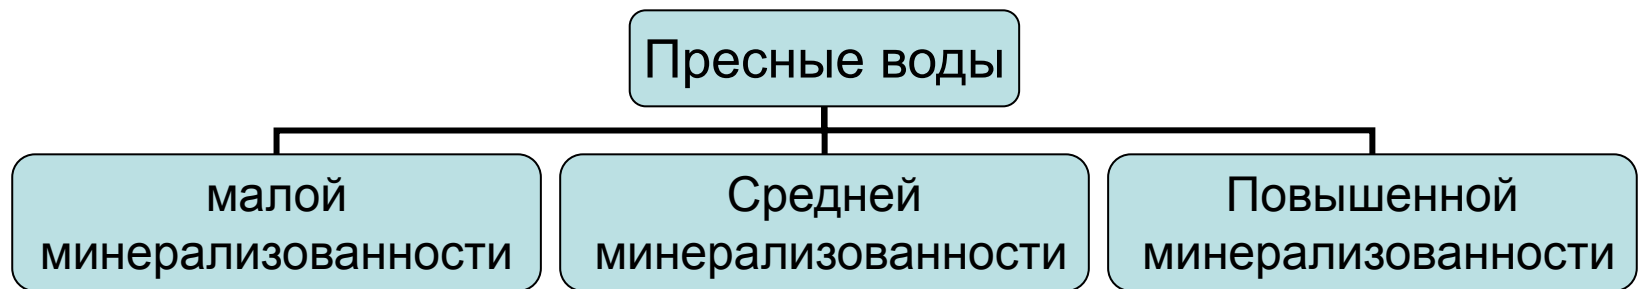 Пресные воды
малой
минерализованности
Средней
минерализованности
Повышенной
минерализованности